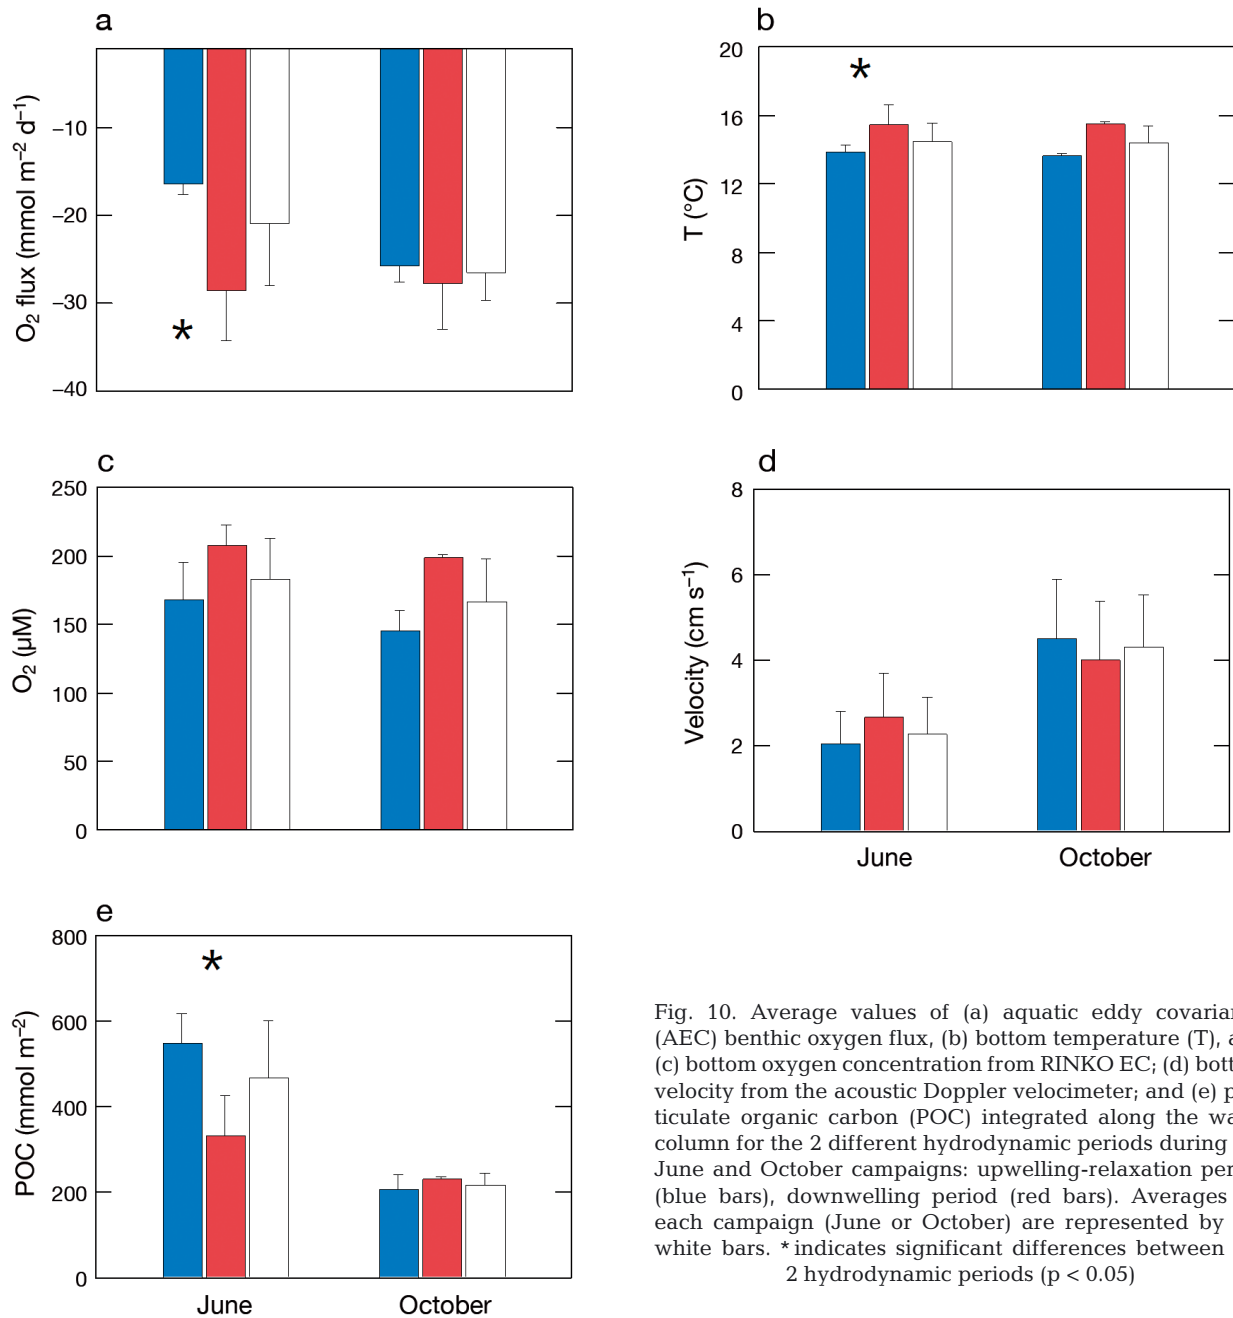 a
O₂ flux (mmol m⁻² d⁻¹)
−10
−20
−30
−40
*
b
T (°C)
20
16
12
8
4
0
*
c
O₂ (µM)
250
200
150
100
50
0
d
Velocity (cm s⁻¹)
8
6
4
2
0
June
October
e
POC (mmol m⁻²)
800
600
400
200
0
*
June
October
Fig. 10. Average values of (a) aquatic eddy
(AEC) benthic oxygen flux, (b) bottom temperature (T),
(c) bottom oxygen concentration from RINKO EC; (d)
velocity from the acoustic Doppler velocimeter; and (e)
ticulate organic carbon (POC) integrated along the
column for the 2 different hydrodynamic periods during
June and October campaigns: upwelling-relaxation
(blue bars), downwelling period (red bars). Averages
each campaign (June or October) are represented by
white bars. * indicates significant differences between
2 hydrodynamic periods (p < 0.05)